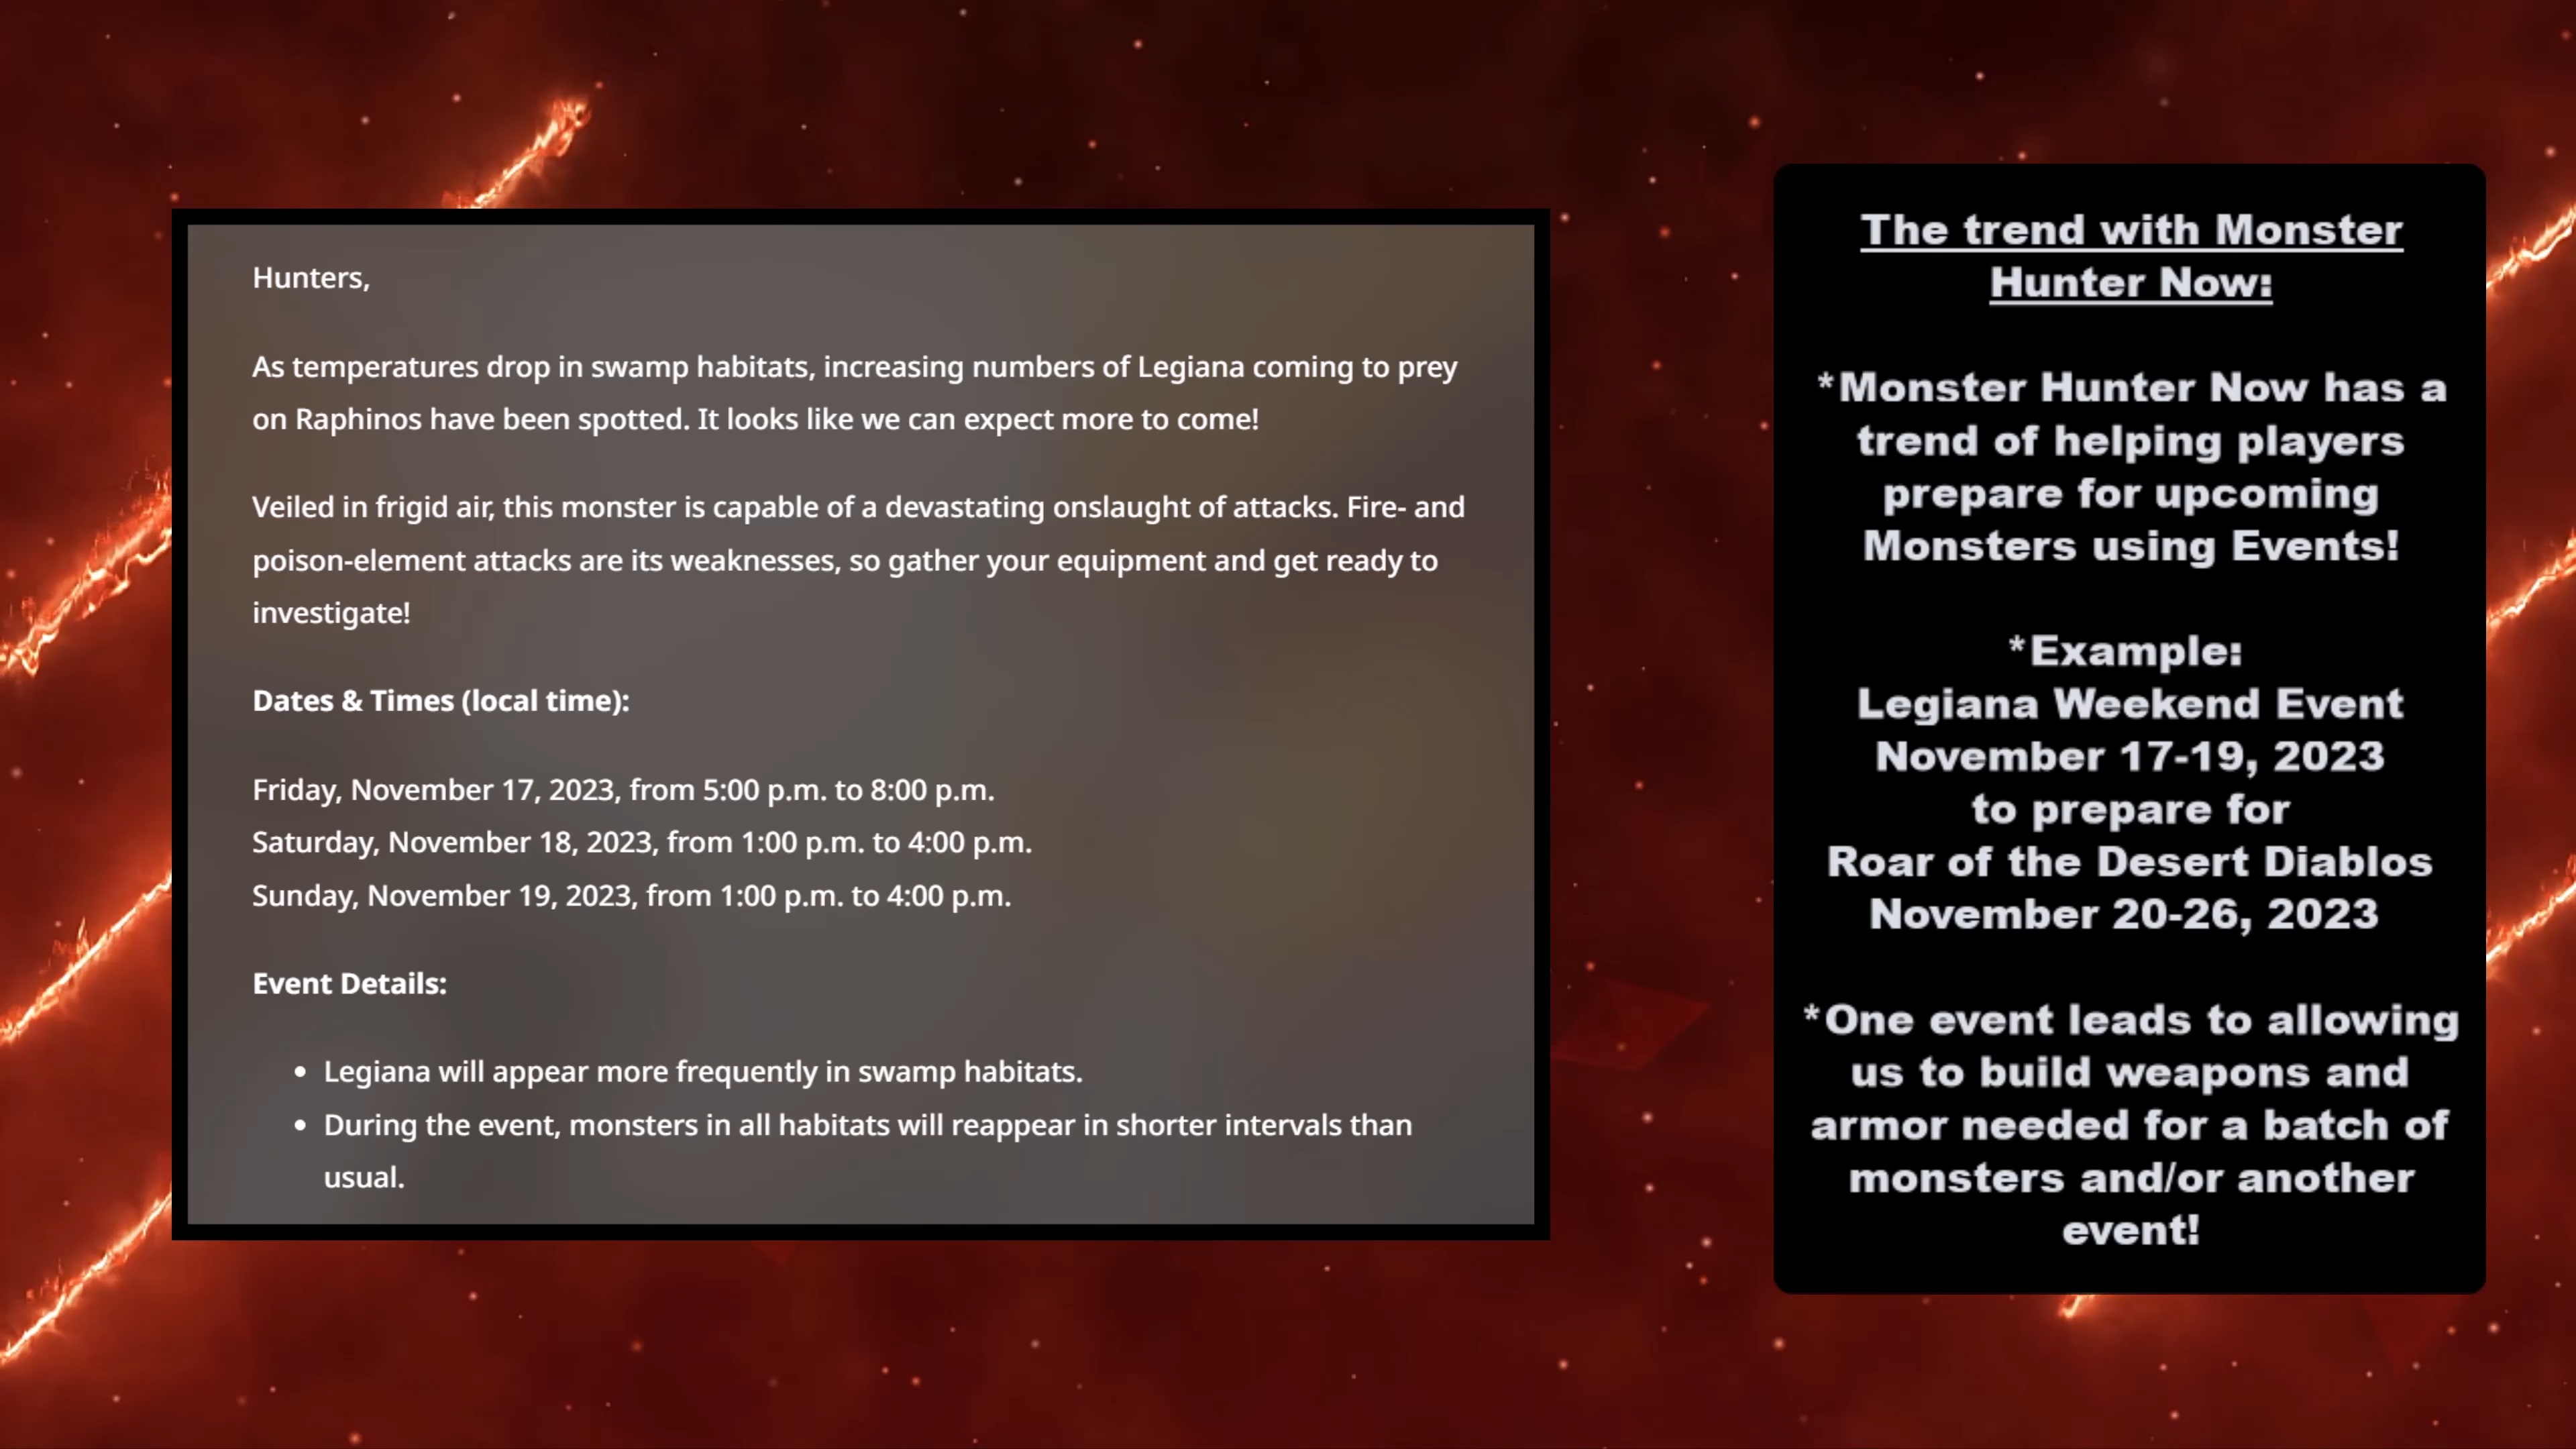 Hunters,
As temperatures drop in swamp habitats, increasing numbers of Legiana coming to prey
on Raphinos have been spotted. It looks like we can expect more to come!
Veiled in frigid air, this monster is capable of a devastating onslaught of attacks. Fire- and
poison-element attacks are its weaknesses, so gather your equipment and get ready to
investigate!
Dates & Times (local time):
Friday, November 17, 2023, from 5:00 p.m. to 8:00 p.m.
Saturday, November 18, 2023, from 1:00 p.m. to 4:00 p.m.
Sunday, November 19, 2023, from 1:00 p.m. to 4:00 p.m.
Event Details:
• Legiana will appear more frequently in swamp habitats.
• During the event, monsters in all habitats will reappear in shorter intervals than
usual.
The trend with Monster
Hunter Now:
*Monster Hunter Now has a
trend of helping players
prepare for upcoming
Monsters using Events!
*Example:
Legiana Weekend Event
November 17-19, 2023
to prepare for
Roar of the Desert Diablos
November 20-26, 2023
*One event leads to allowing
us to build weapons and
armor needed for a batch of
monsters and/or another
event!